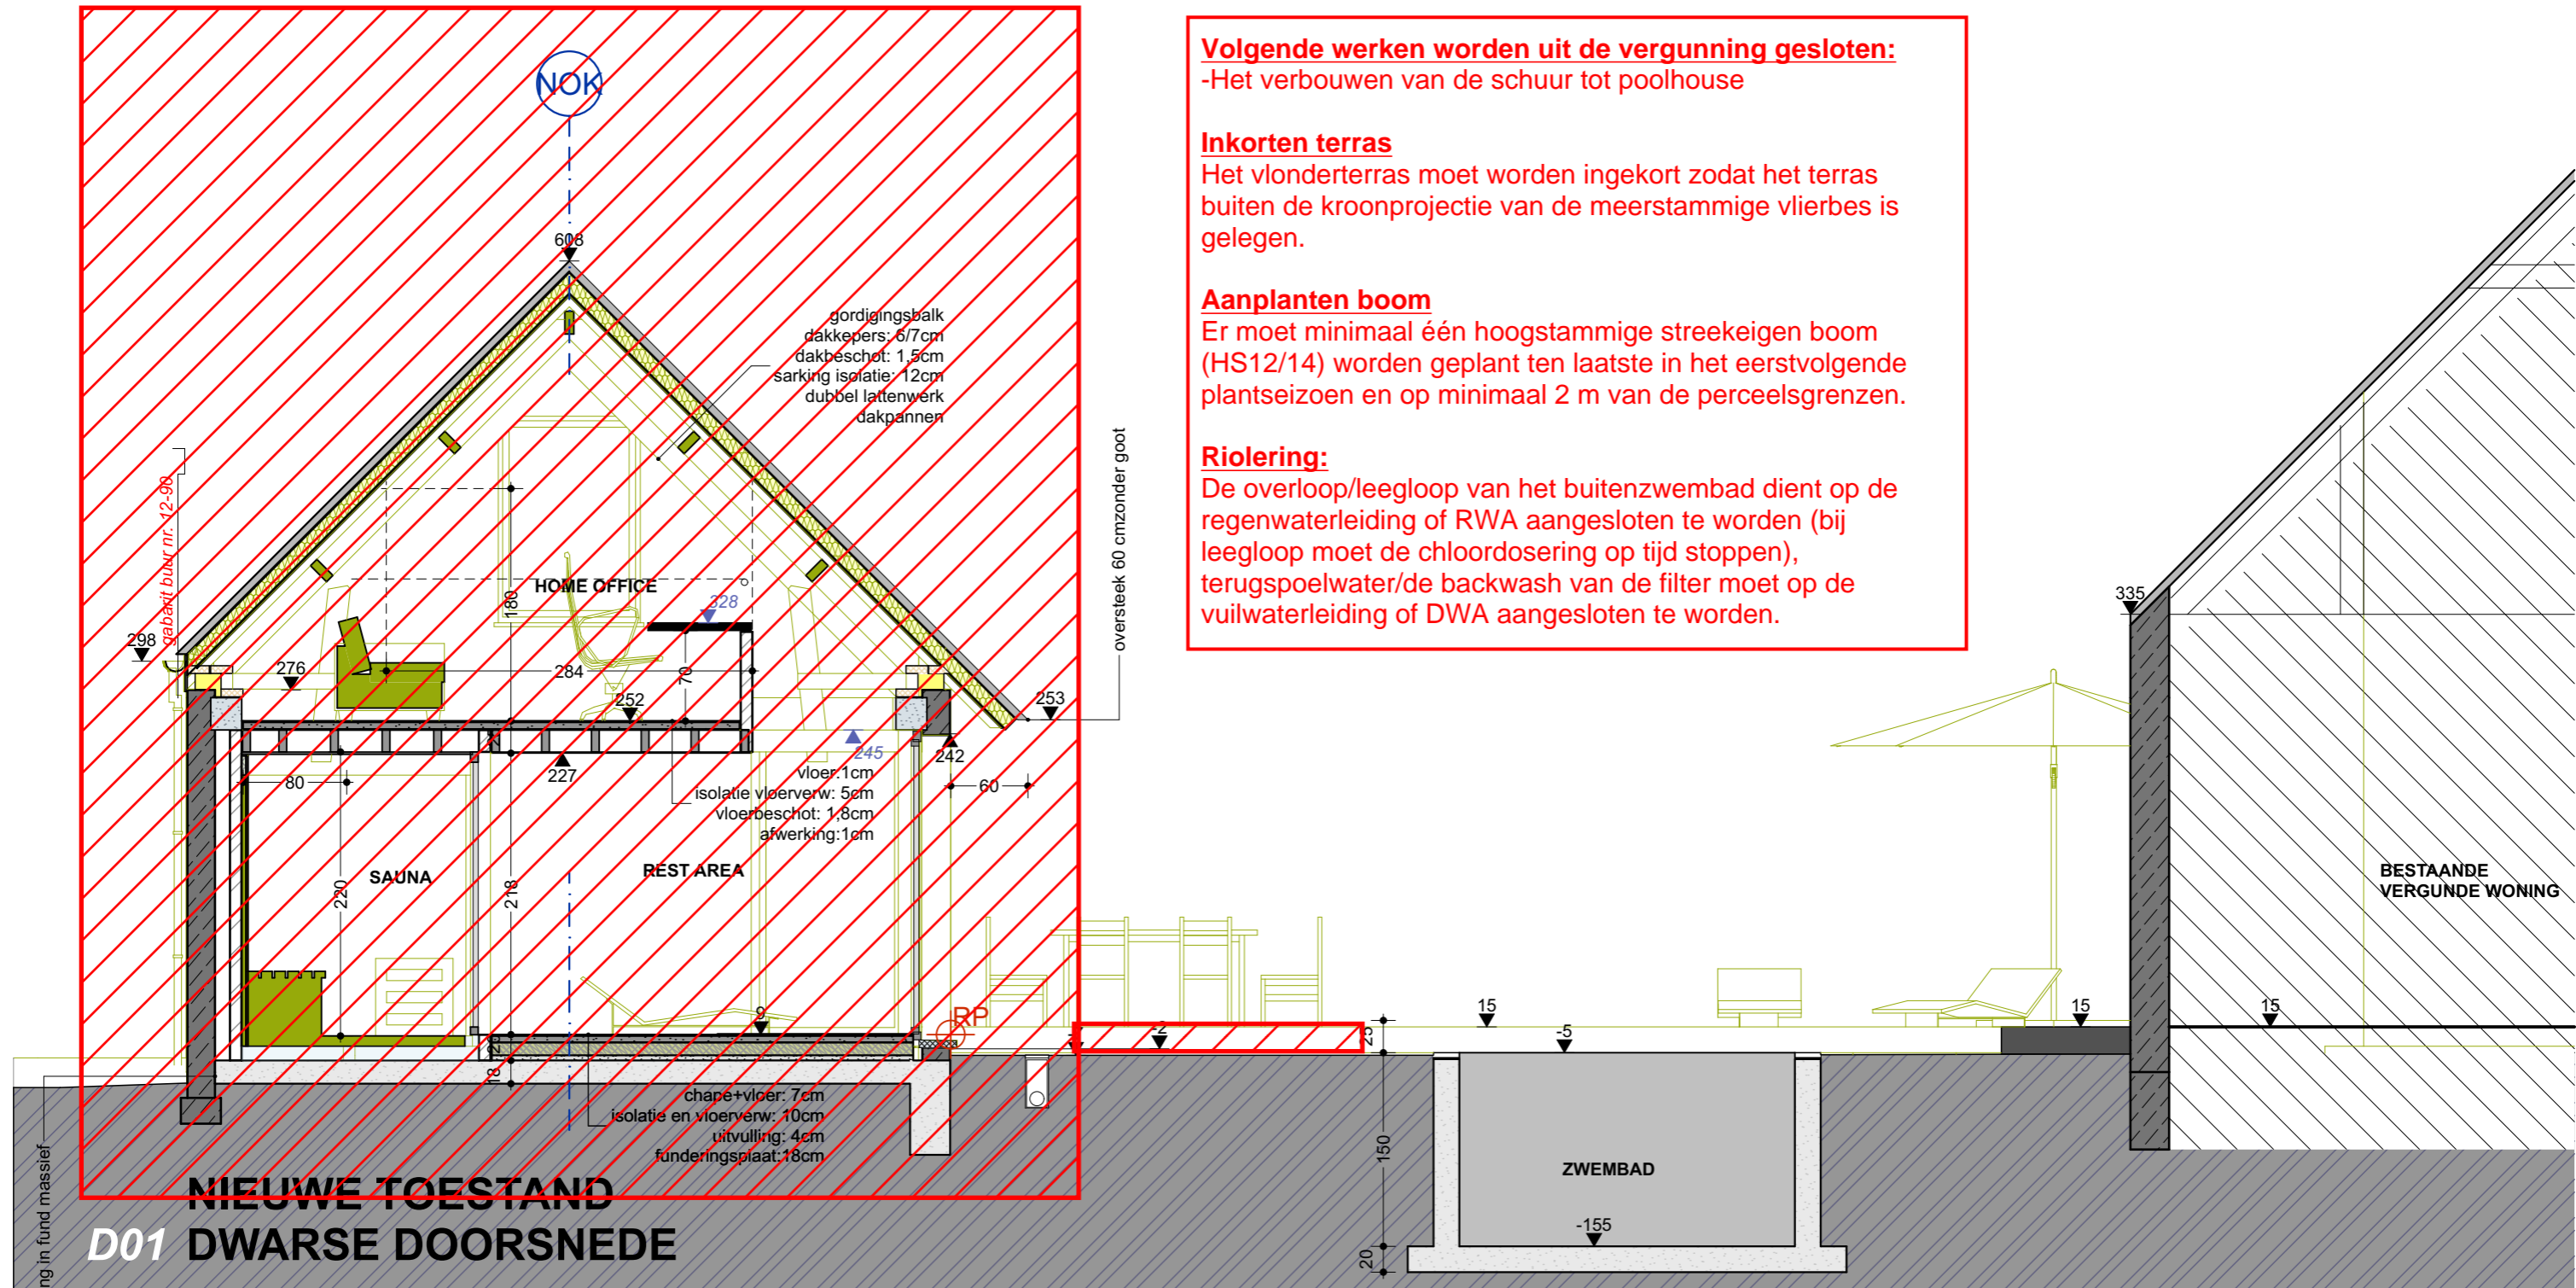 NOK
608
gordigingsbalk
dakkepers: 6/7cm
dakbeschot: 1,5cm
sarking isolatie: 12cm
dubbel lattenwerk
dakpannen
gabarit buur nr. 12-90
oversteek 60 cmzonder goot
HOME OFFICE
180
328
298
276
284
70
252
253
245
242
227
80
60
vloer:1cm
isolatie vloerverw: 5cm
vloerbeschot: 1,8cm
afwerking:1cm
SAUNA
REST AREA
220
218
9
RP
-2
25
18
chape+vloer: 7cm
isolatie en vloerverw: 10cm
uitvulling: 4cm
funderingsplaat:18cm
ng in fund massief
NIEUWE TOESTAND
D01 DWARSE DOORSNEDE
Volgende werken worden uit de vergunning gesloten:
-Het verbouwen van de schuur tot poolhouse
Inkorten terras
Het vlonderterras moet worden ingekort zodat het terras
buiten de kroonprojectie van de meerstammige vlierbes is
gelegen.
Aanplanten boom
Er moet minimaal één hoogstammige streekeigen boom
(HS12/14) worden geplant ten laatste in het eerstvolgende
plantseizoen en op minimaal 2 m van de perceelsgrenzen.
Riolering:
De overloop/leegloop van het buitenzwembad dient op de
regenwaterleiding of RWA aangesloten te worden (bij
leegloop moet de chloordosering op tijd stoppen),
terugspoelwater/de backwash van de filter moet op de
vuilwaterleiding of DWA aangesloten te worden.
335
BESTAANDE
VERGUNDE WONING
15
-5
15
15
150
ZWEMBAD
-155
20